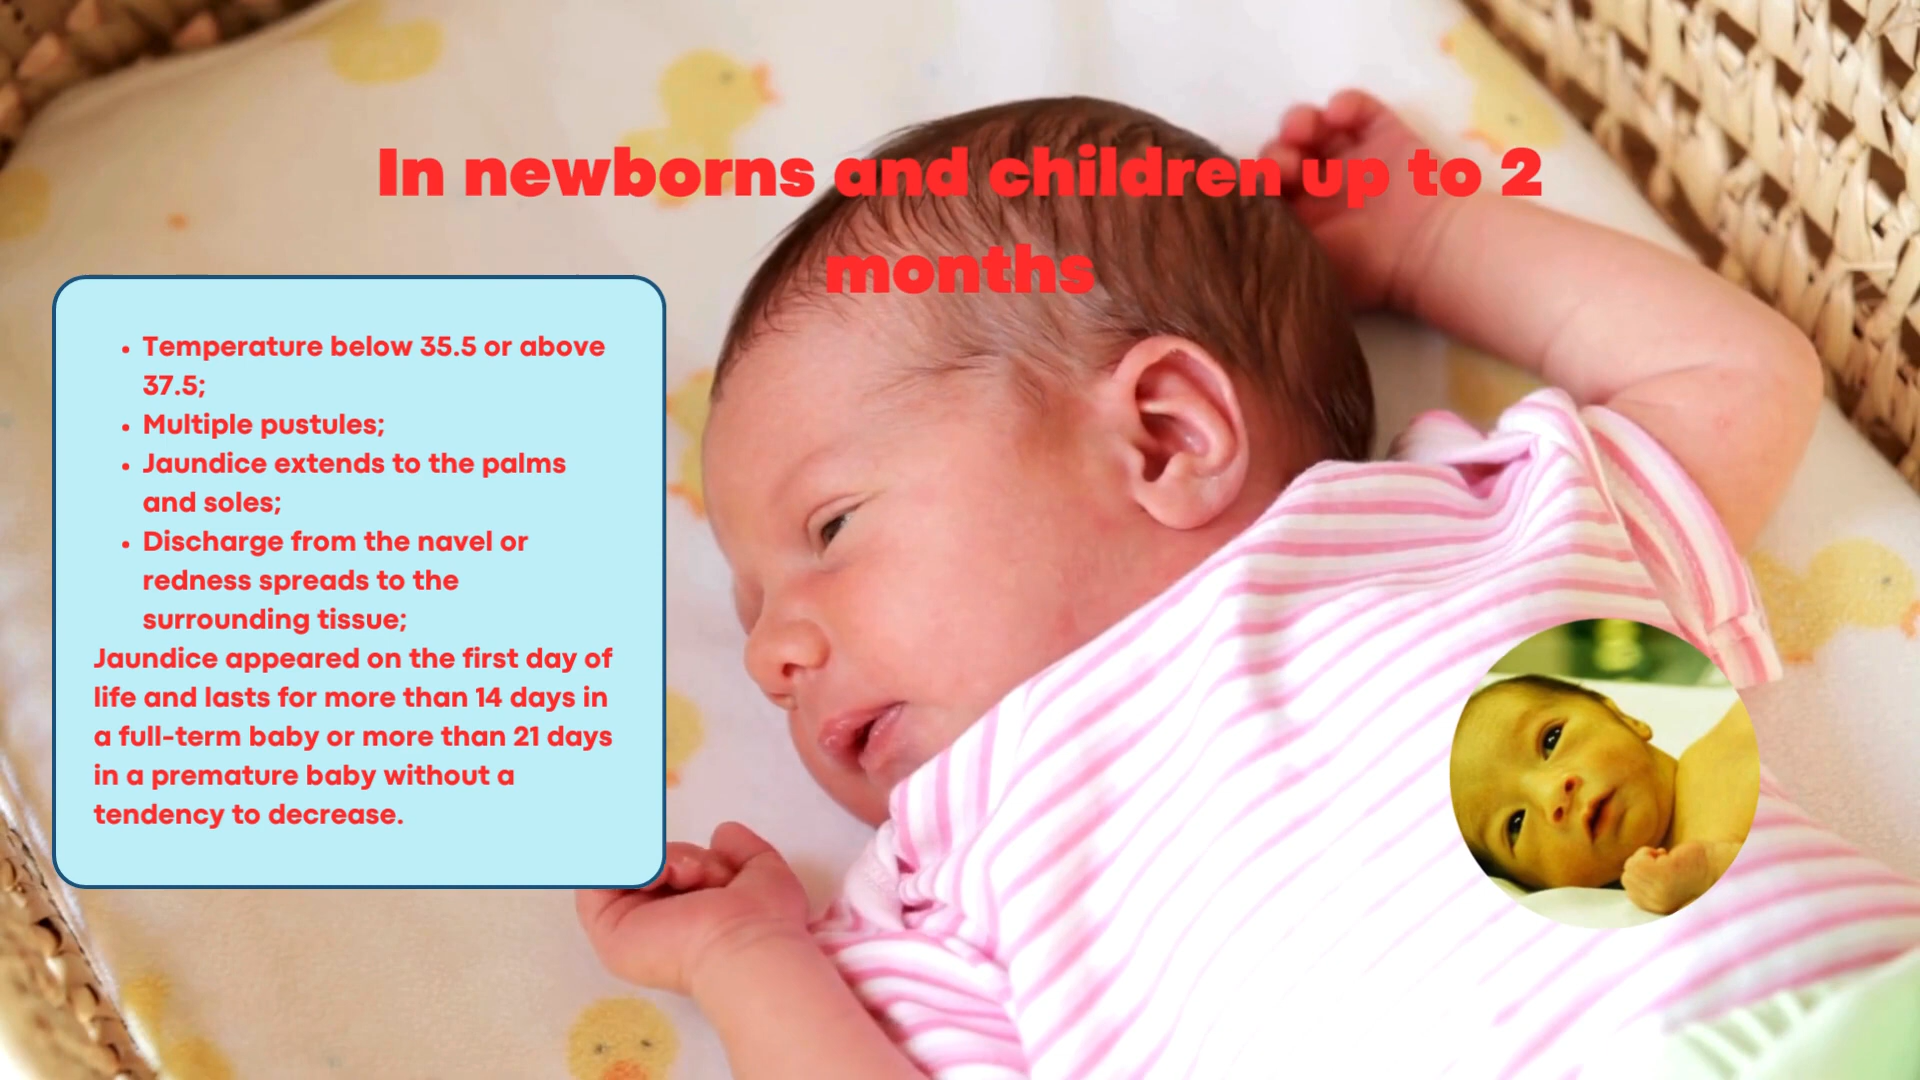 In newborns and children up to 2
months
• Temperature below 35.5 or above
37.5;
• Multiple pustules;
• Jaundice extends to the palms
and soles;
• Discharge from the navel or
redness spreads to the
surrounding tissue;
Jaundice appeared on the first day of
life and lasts for more than 14 days in
a full-term baby or more than 21 days
in a premature baby without a
tendency to decrease.